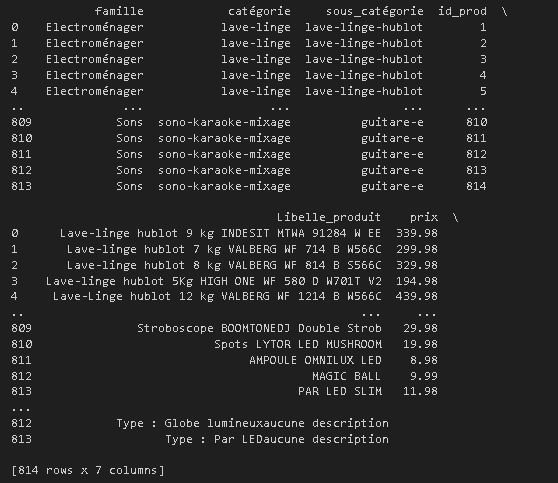 famille catégorie sous_catégorie id_prod \
0 Electroménager lave-linge lave-linge-hublot 1
1 Electroménager lave-linge lave-linge-hublot 2
2 Electroménager lave-linge lave-linge-hublot 3
3 Electroménager lave-linge lave-linge-hublot 4
4 Electroménager lave-linge lave-linge-hublot 5
.. ... ... ... ...
809 Sons sono-karaoke-mixage guitare-e 810
810 Sons sono-karaoke-mixage guitare-e 811
811 Sons sono-karaoke-mixage guitare-e 812
812 Sons sono-karaoke-mixage guitare-e 813
813 Sons sono-karaoke-mixage guitare-e 814
Libelle_produit prix \
0 Lave-linge hublot 9 kg INDESIT MTWA 91284 W EE 339.98
1 Lave-linge hublot 7 kg VALBERG WF 714 B W566C 299.98
2 Lave-linge hublot 8 kg VALBERG WF 814 B S566C 329.98
3 Lave-linge hublot 5Kg HIGH ONE WF 580 D W701T V2 194.98
4 Lave-Linge hublot 12 kg VALBERG WF 1214 B W566C 439.98
.. ... ...
809 Stroboscope BOOMTONEDJ Double Strob 29.98
810 Spots LYTOR LED MUSHROOM 19.98
811 AMPOULE OMNILUX LED 8.98
812 MAGIC BALL 9.99
813 PAR LED SLIM 11.98
...
812 Type : Globe lumineuxaucune description
813 Type : Par LEDaucune description
[814 rows x 7 columns]